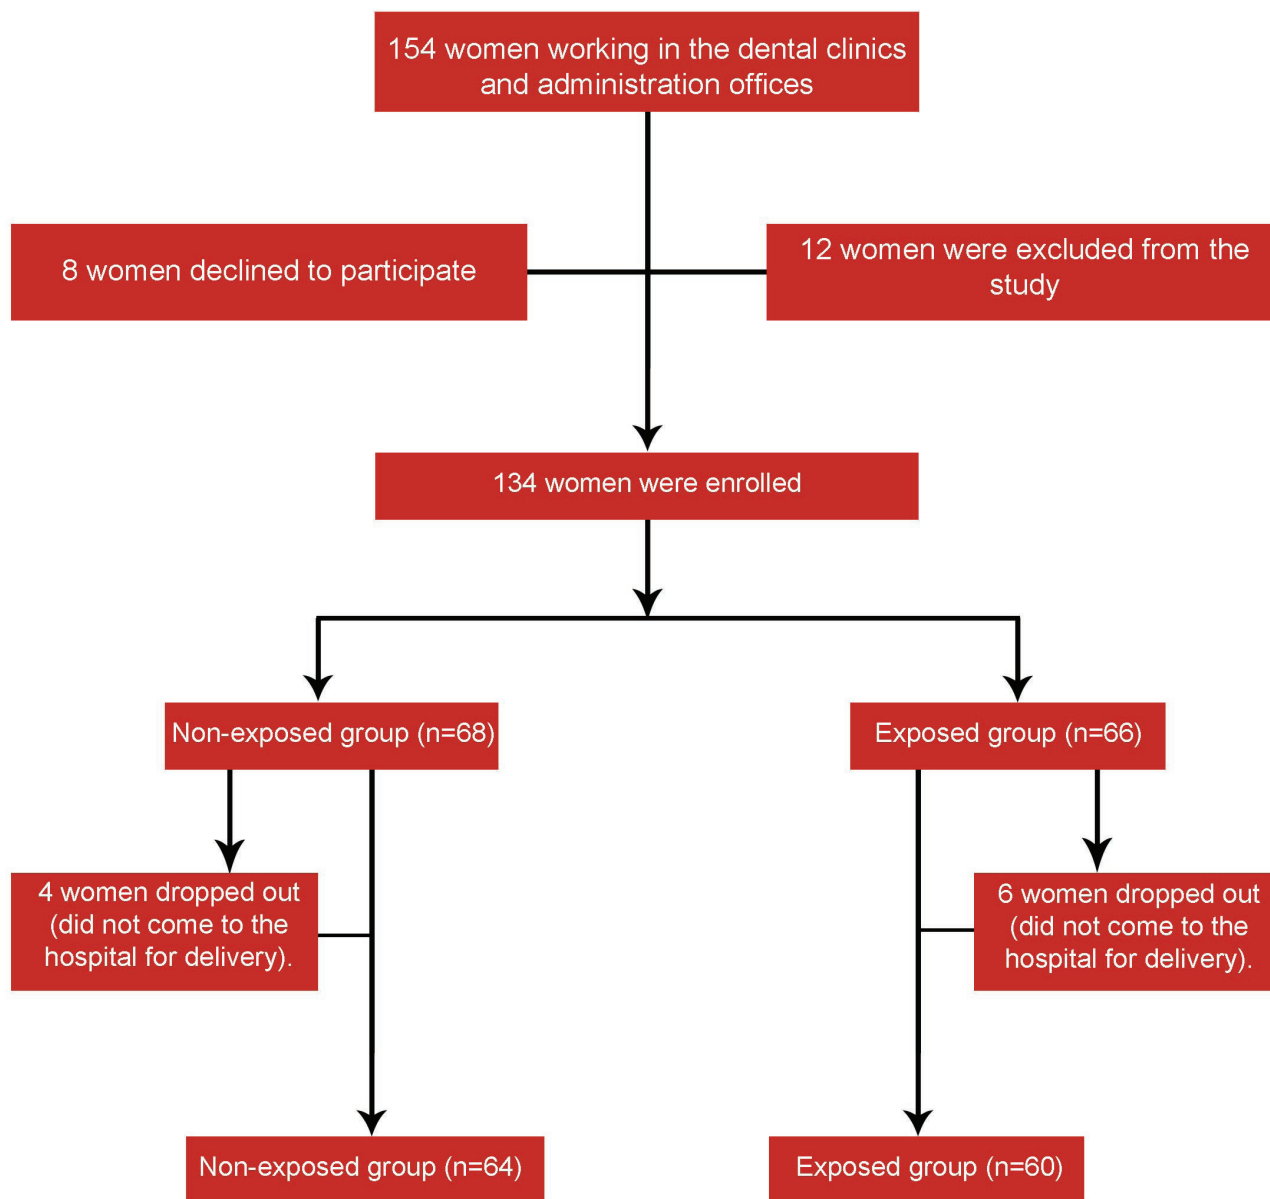 154 women working in the dental clinics
and administration offices
8 women declined to participate
12 women were excluded from the
study
134 women were enrolled
Non-exposed group (n=68)
Exposed group (n=66)
4 women dropped out
(did not come to the
hospital for delivery).
6 women dropped out
(did not come to the
hospital for delivery).
Non-exposed group (n=64)
Exposed group (n=60)